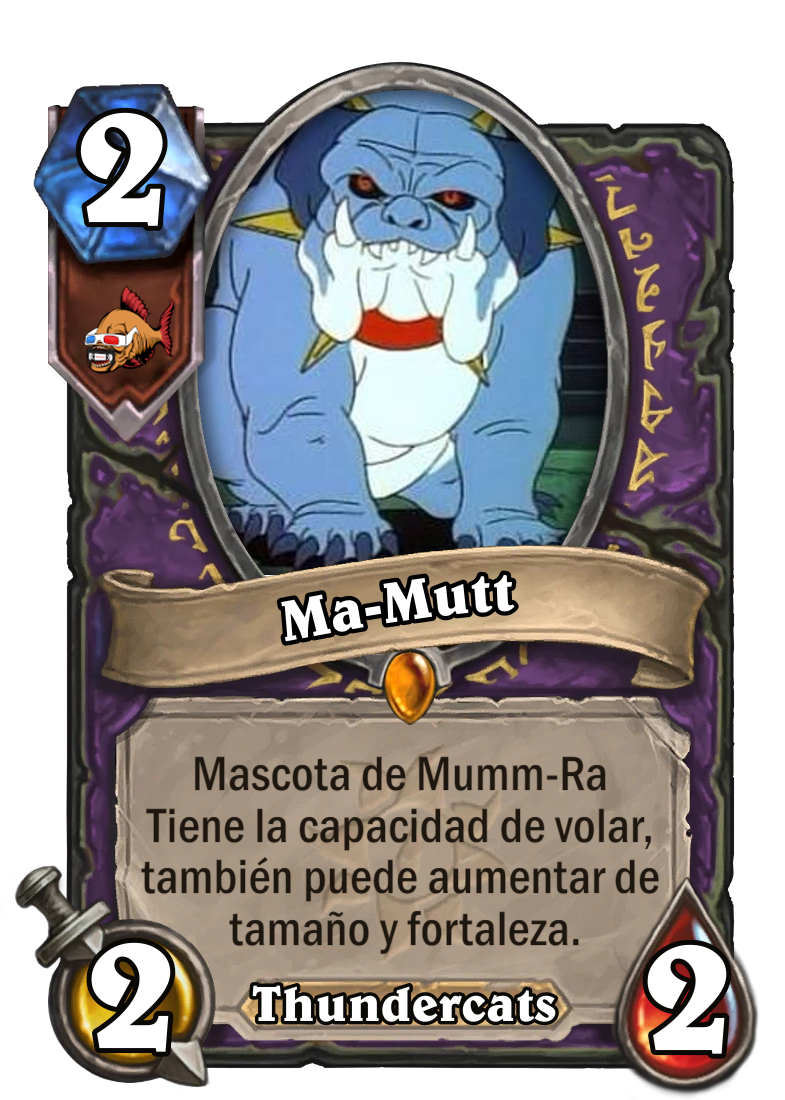 2
Ma-Mutt
Mascota de Mumm-Ra
Tiene la capacidad de volar,
también puede aumentar de
tamaño y fortaleza.
2
Thundercats
2